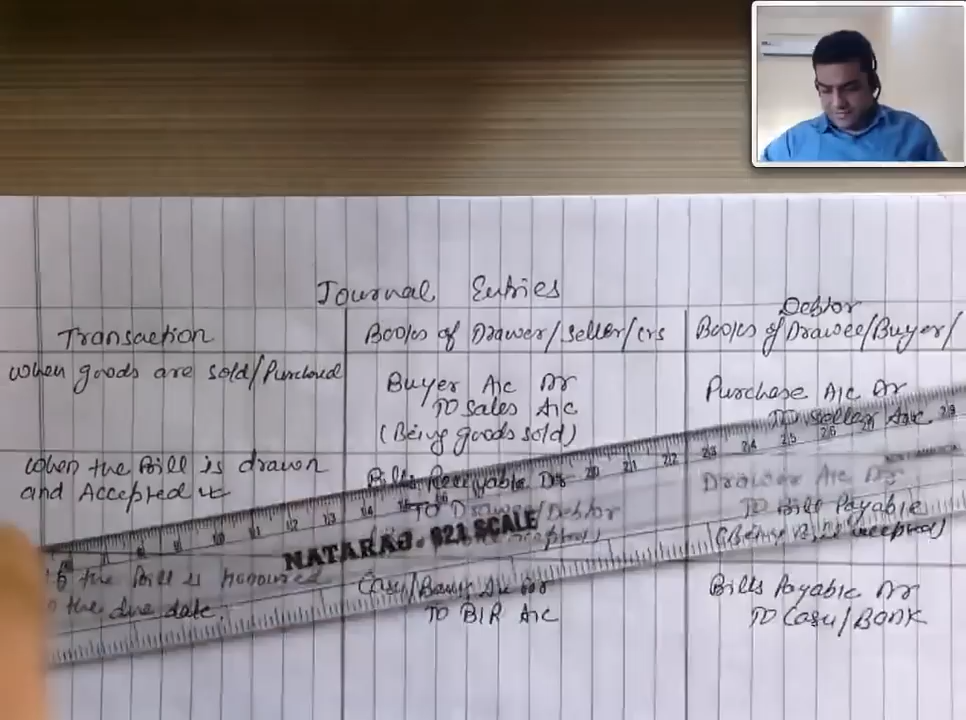 Journal Entries
Transaction
Books of Drawer/Seller/Crs
Debtor
Books of Drawee/Buyer/
When goods are sold/Purchased
Buyer A/c Dr
TO Sales A/c
(Being goods sold)
Purchase A/c Dr
TO Seller A/c
When the Bill is drawn
and Accepted
Bills Receivable Dr
TO Drawee/Debtor
Drawer A/c Dr
TO Bill Payable
(Being Bill accepted)
NATARAJ. 621 SCALE
If the Bill is honoured
the due date.
Cash/Bank A/c Dr
TO B/R A/c
Bills Payable Dr
TO Cash/BANK